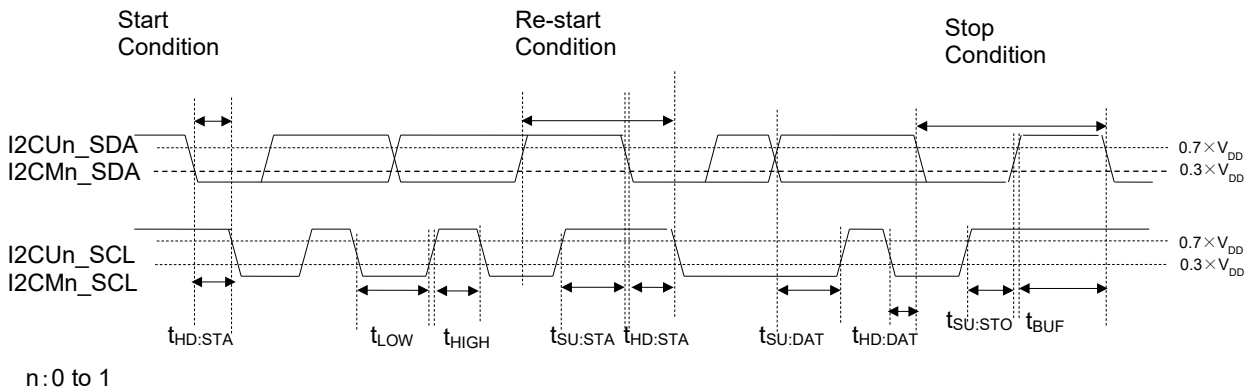 Start
Condition
Re-start
Condition
Stop
Condition
I2CUn_SDA
I2CMn_SDA
0.7×VDD
0.3×VDD
I2CUn_SCL
I2CMn_SCL
0.7×VDD
0.3×VDD
tHD:STA
tLOW
tHIGH
tSU:STA
tHD:STA
tSU:DAT
tHD:DAT
tSU:STO
tBUF
n:0 to 1